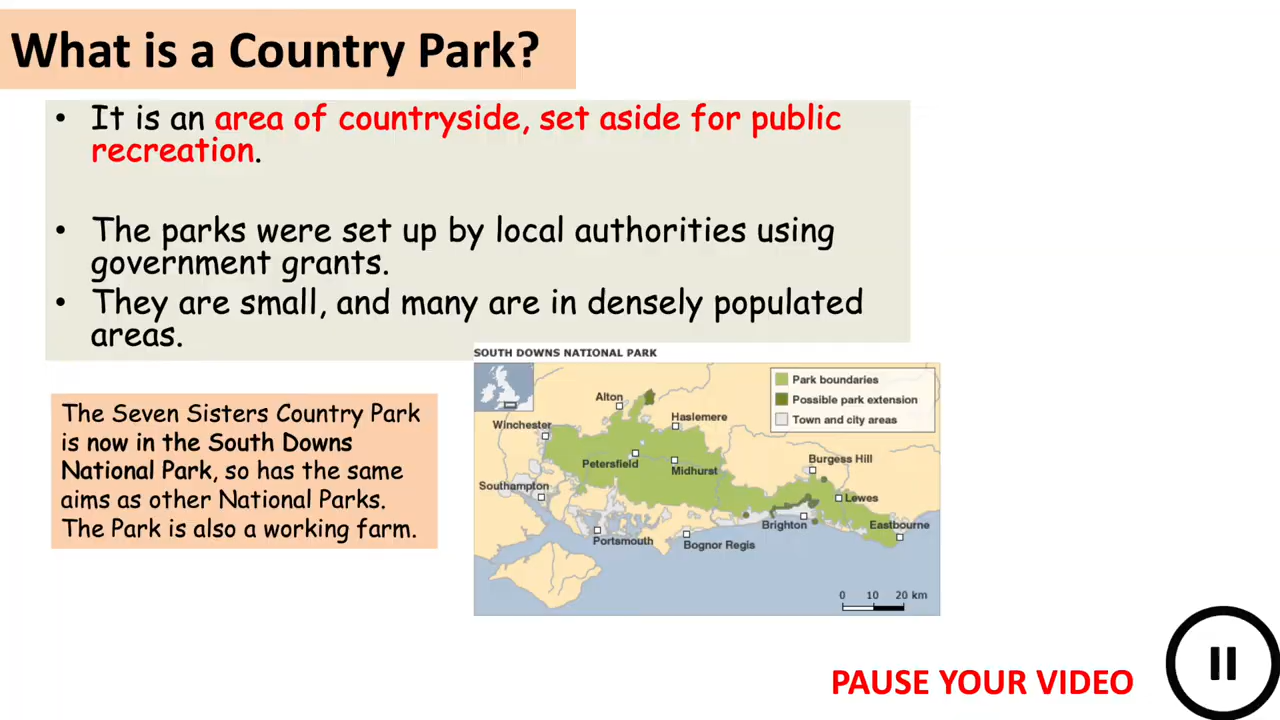 What is a Country Park?
• It is an area of countryside, set aside for public
recreation.
• The parks were set up by local authorities using
government grants.
• They are small, and many are in densely populated
areas.
The Seven Sisters Country Park
is now in the South Downs
National Park, so has the same
aims as other National Parks.
The Park is also a working farm.
SOUTH DOWNS NATIONAL PARK
Park boundaries
Possible park extension
Town and city areas
Alton
Haslemere
Winchester
Petersfield
Midhurst
Burgess Hill
Southampton
Lewes
Brighton
Eastbourne
Portsmouth
Bognor Regis
0 10 20 km
PAUSE YOUR VIDEO